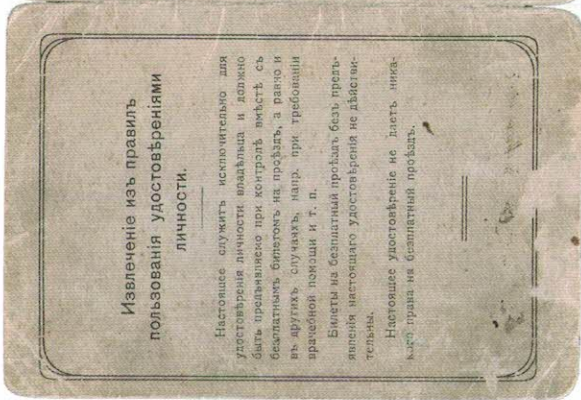 Извлеченіе изъ правилъ
пользованія удостовѣреніями
личности.
Настоящее служитъ исключительно для
удостовѣренія личности владѣльца и должно
быть предъявляемо при контролѣ вмѣстѣ съ
безплатнымъ билетомъ на проѣздъ, а равно и
въ другихъ случаяхъ, напр. при требованіи
врачебной помощи и т. п.
Билеты на безплатный проѣздъ безъ предъ-
явленія настоящаго удостовѣренія не дѣйстви-
тельны.
Настоящее удостовѣреніе не даетъ ника-
кого права на безплатный проѣздъ.